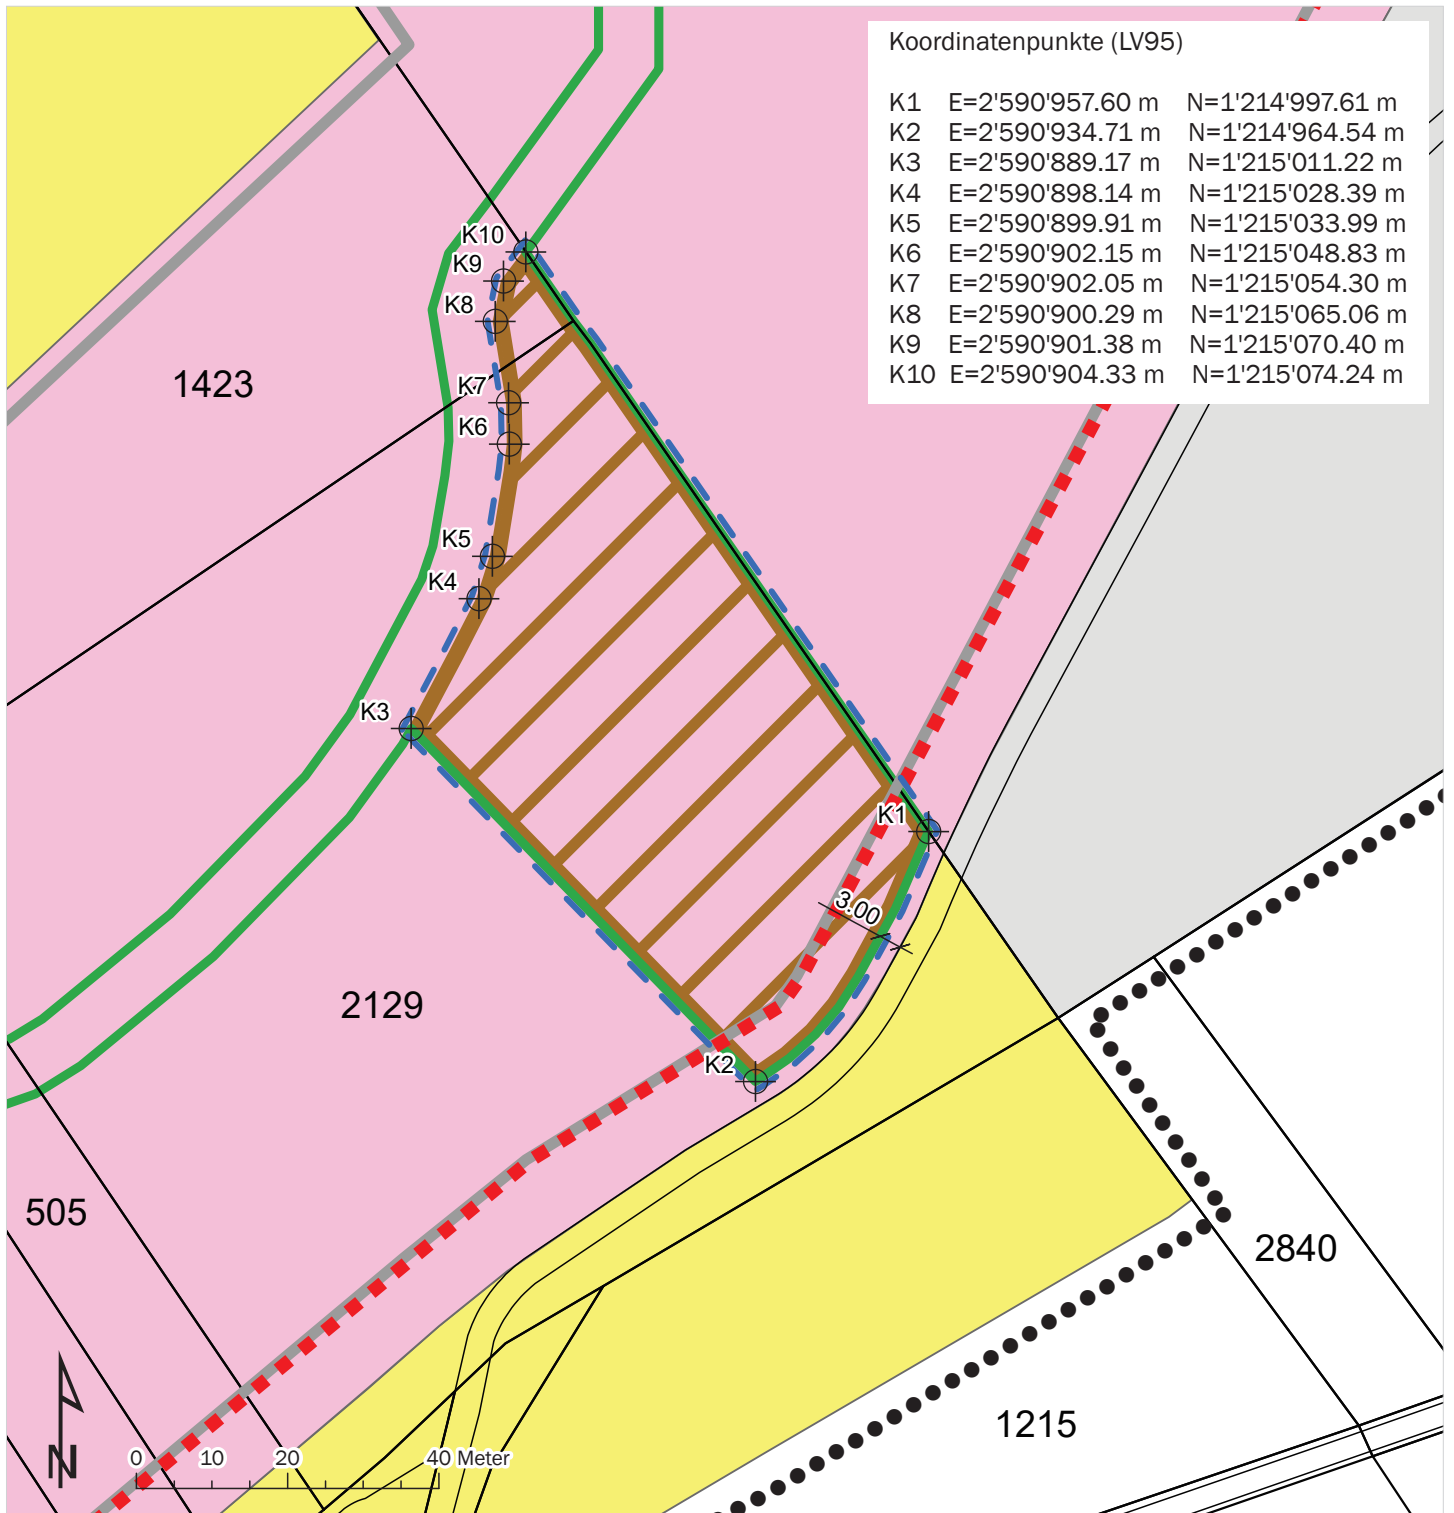 Koordinatenpunkte (LV95)
K1 E=2'590'957.60 m N=1'214'997.61 m
K2 E=2'590'934.71 m N=1'214'964.54 m
K3 E=2'590'889.17 m N=1'215'011.22 m
K4 E=2'590'898.14 m N=1'215'028.39 m
K5 E=2'590'899.91 m N=1'215'033.99 m
K6 E=2'590'902.15 m N=1'215'048.83 m
K7 E=2'590'902.05 m N=1'215'054.30 m
K8 E=2'590'900.29 m N=1'215'065.06 m
K9 E=2'590'901.38 m N=1'215'070.40 m
K10 E=2'590'904.33 m N=1'215'074.24 m
K10
K9
K8
1423
K7
K6
K5
K4
K3
K1
3.00
2129
K2
505
2840
1215
0 10 20 40 Meter
N